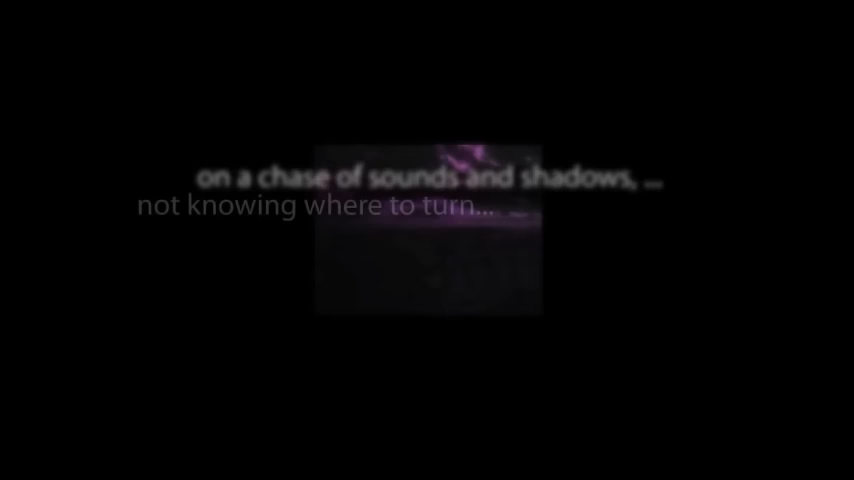 on a chase of sounds and shadows, ...
not knowing where to turn...